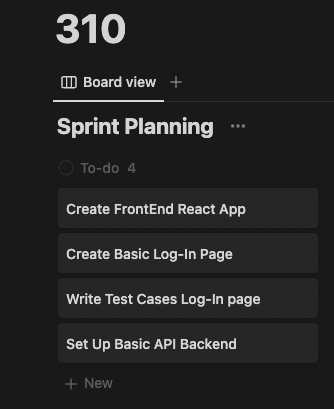 310
Board view +
Sprint Planning ...
To-do 4
Create FrontEnd React App
Create Basic Log-In Page
Write Test Cases Log-In page
Set Up Basic API Backend
+ New